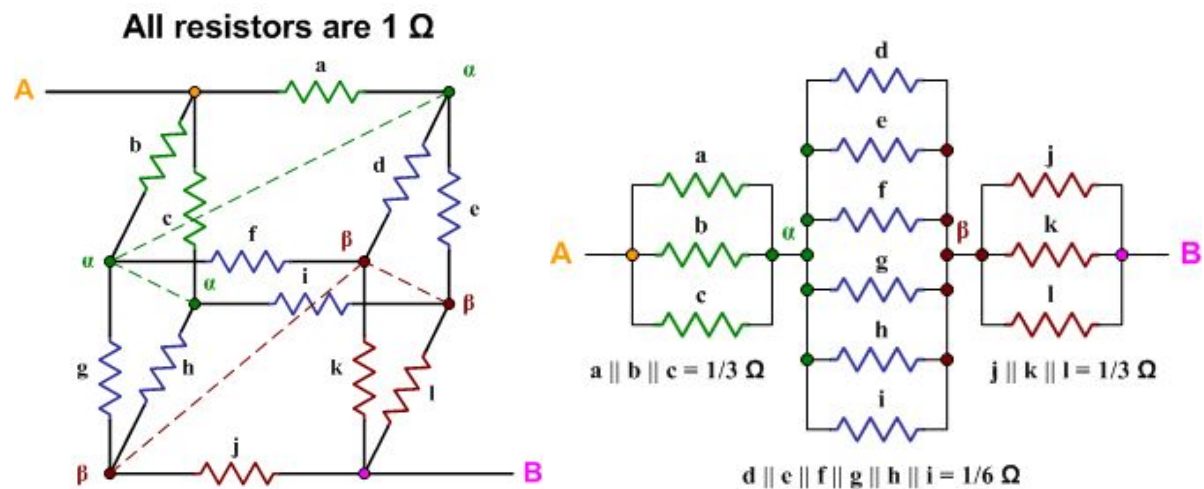 All resistors are 1 Ω
A
a
α
b
c
d
e
α
f
β
α
i
β
g
h
k
l
β
j
B
d
e
a
j
f
A
b
α
β
k
B
g
c
l
h
a || b || c = 1/3 Ω
j || k || l = 1/3 Ω
i
d || e || f || g || h || i = 1/6 Ω